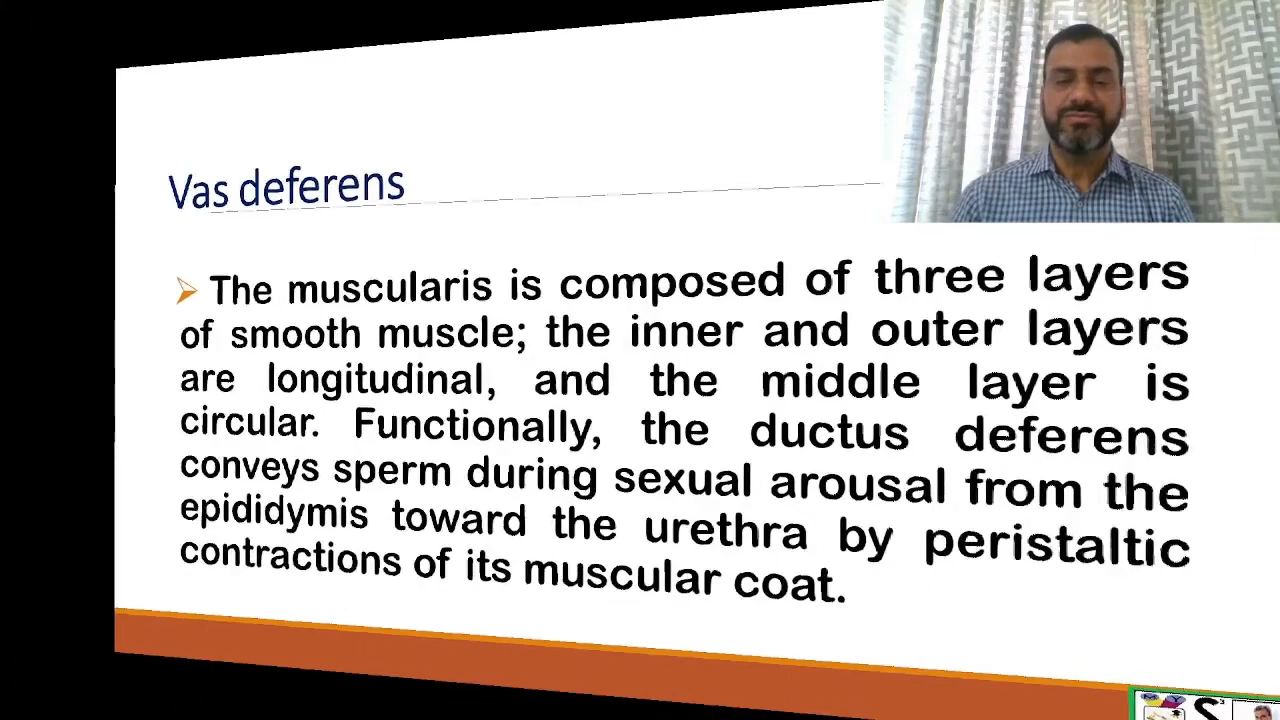 Vas deferens
The muscularis is composed of three layers
of smooth muscle; the inner and outer layers
are longitudinal, and the middle layer is
circular. Functionally, the ductus deferens
conveys sperm during sexual arousal from the
epididymis toward the urethra by peristaltic
contractions of its muscular coat.